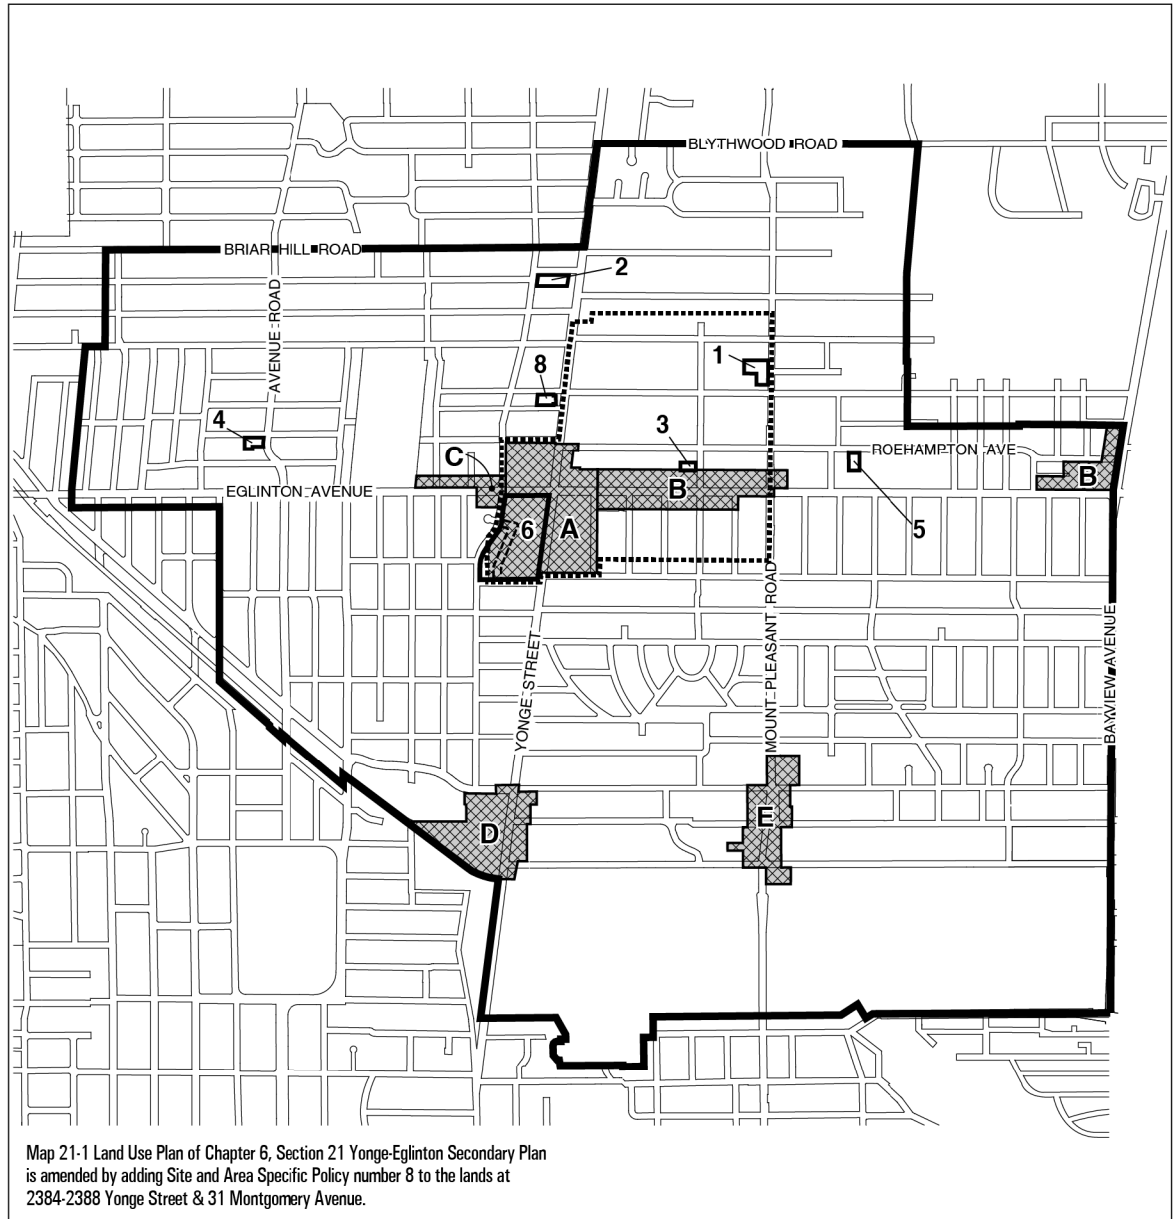 BLYTHWOOD ROAD
BRIAR HILL ROAD
2
AVENUE ROAD
1
8
4
3
C
ROEHAMPTON AVE
EGLINTON AVENUE
B
B
6
A
5
MOUNT PLEASANT ROAD
YONGE STREET
BAYVIEW AVENUE
D
E
Map 21-1 Land Use Plan of Chapter 6, Section 21 Yonge-Eglinton Secondary Plan
is amended by adding Site and Area Specific Policy number 8 to the lands at
2384-2388 Yonge Street & 31 Montgomery Avenue.